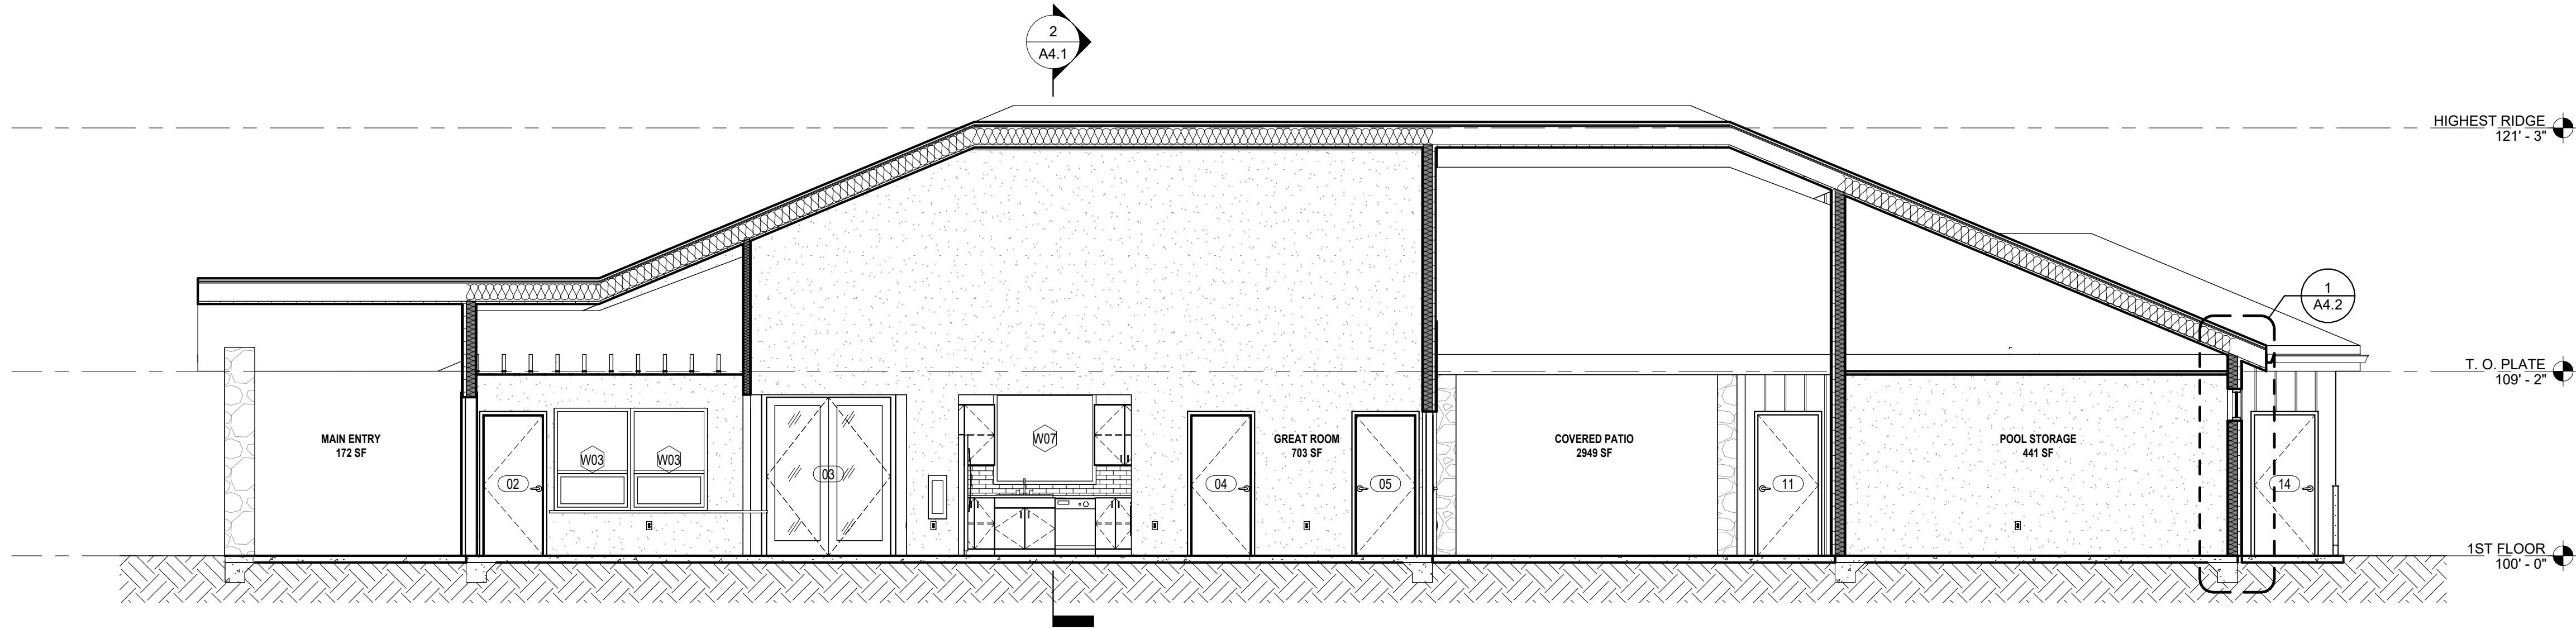 2
A4.1
HIGHEST RIDGE
121' - 3"
1
A4.2
T. O. PLATE
109' - 2"
MAIN ENTRY
172 SF
02
W03
W03
03
W07
04
GREAT ROOM
703 SF
05
COVERED PATIO
2949 SF
11
POOL STORAGE
441 SF
14
1ST FLOOR
100' - 0"